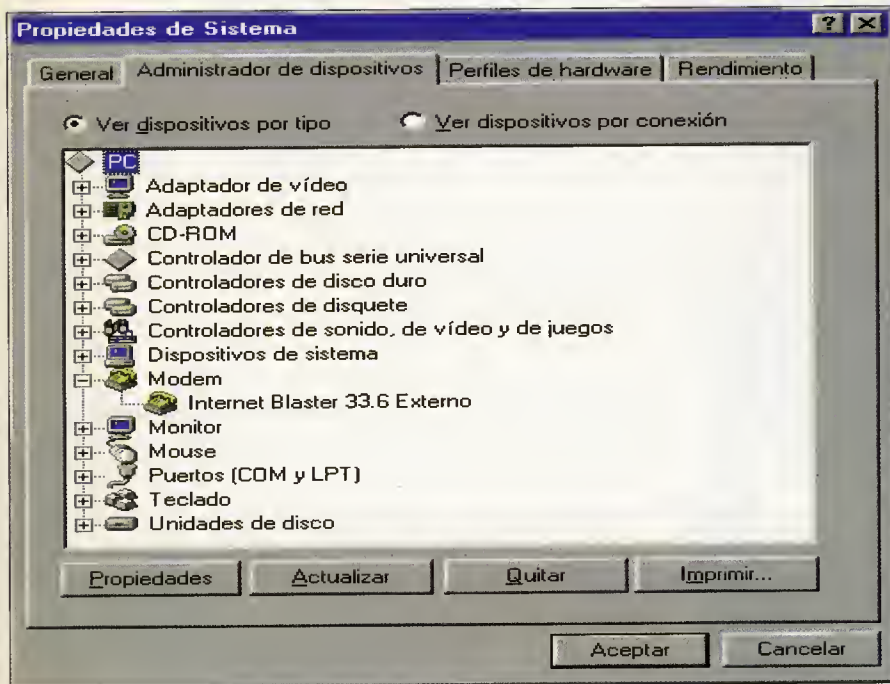 Propiedades de Sistema
General Administrador de dispositivos Perfiles de hardware Rendimiento
Ver dispositivos por tipo Ver dispositivos por conexión
PC
Adaptador de vídeo
Adaptadores de red
CD-ROM
Controlador de bus serie universal
Controladores de disco duro
Controladores de disquete
Controladores de sonido, de vídeo y de juegos
Dispositivos de sistema
Modem
Internet Blaster 33.6 Externo
Monitor
Mouse
Puertos (COM y LPT)
Teclado
Unidades de disco
Propiedades Actualizar Quitar Imprimir...
Aceptar Cancelar